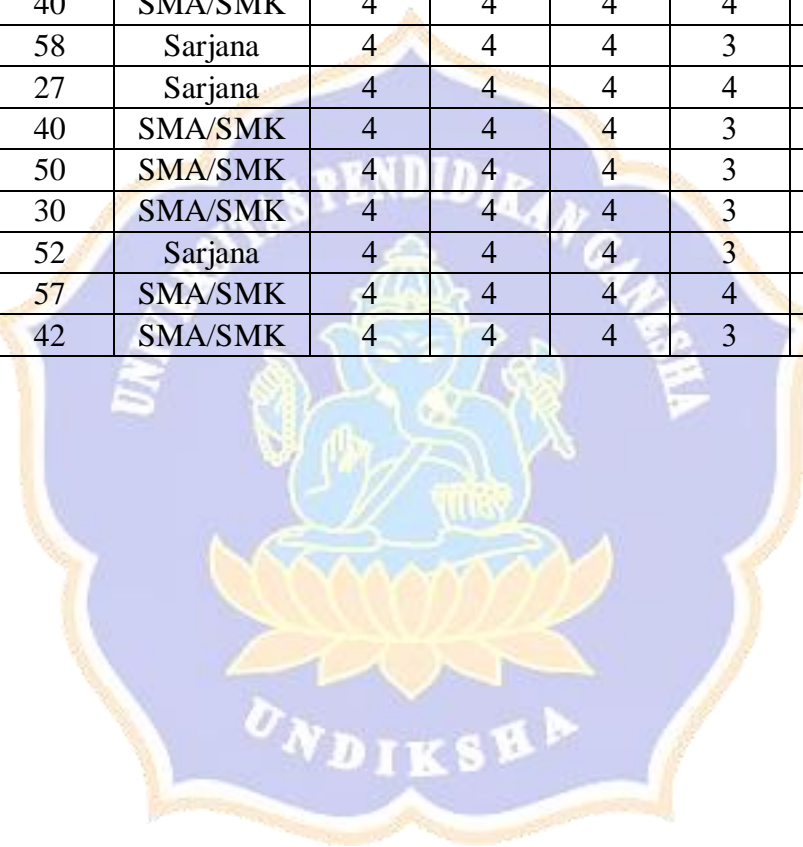 40 SMA/SMK 4 4 4 4
58 Sarjana 4 4 4 3
27 Sarjana 4 4 4 4
40 SMA/SMK 4 4 4 3
50 SMA/SMK 4 4 4 3
30 SMA/SMK 4 4 4 3
52 Sarjana 4 4 4 3
57 SMA/SMK 4 4 4 4
42 SMA/SMK 4 4 4 3
UNIVERSITAS PENDIDIKAN GANESHA
UNDIKSHA